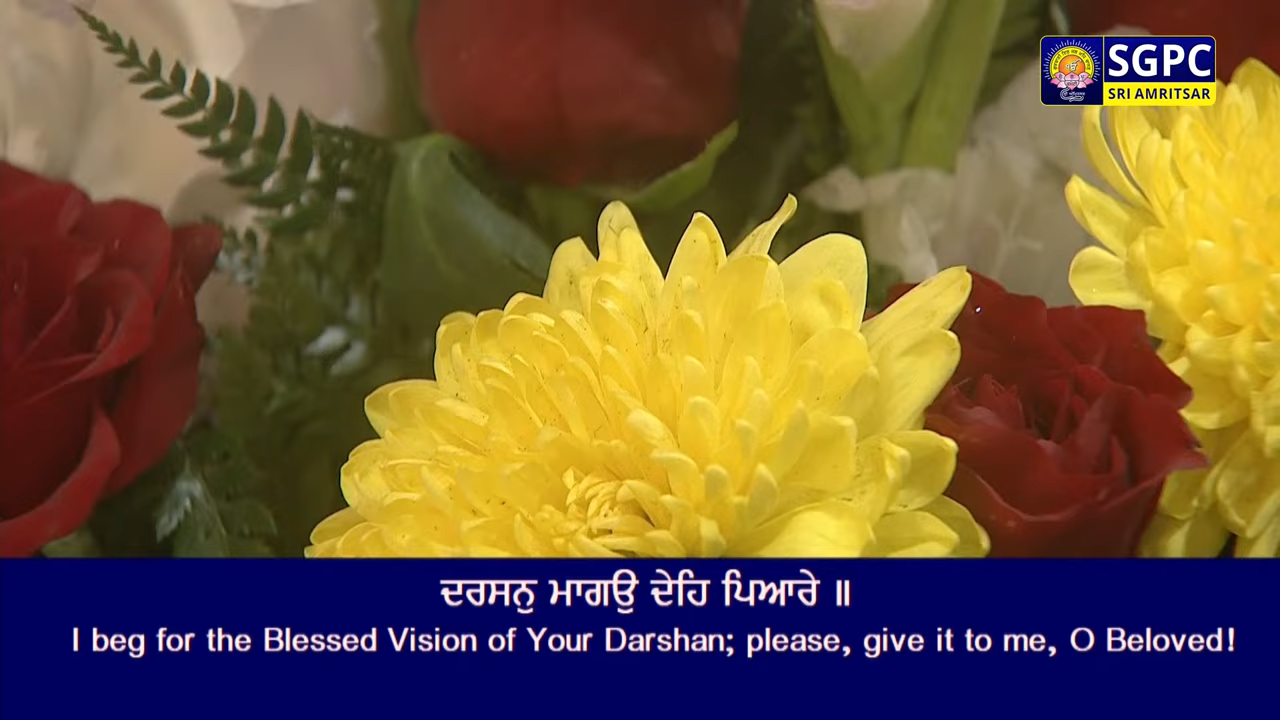 SGPC
SRI AMRITSAR
ਦਰਸਨੁ ਮਾਗਉ ਦੇਹਿ ਪਿਆਰੇ ॥
I beg for the Blessed Vision of Your Darshan; please, give it to me, O Beloved!